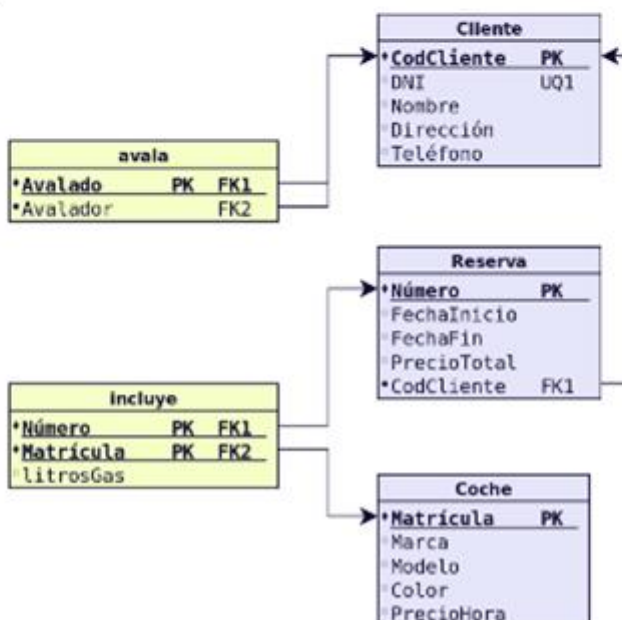 Cliente
CodCliente PK
DNI UQ1
Nombre
Dirección
Teléfono
avala
Avalado PK FK1
Avalador FK2
Reserva
Número PK
FechaInicio
FechaFin
PrecioTotal
CodCliente FK1
incluye
Número PK FK1
Matrícula PK FK2
litrosGas
Coche
Matrícula PK
Marca
Modelo
Color
PrecioHora